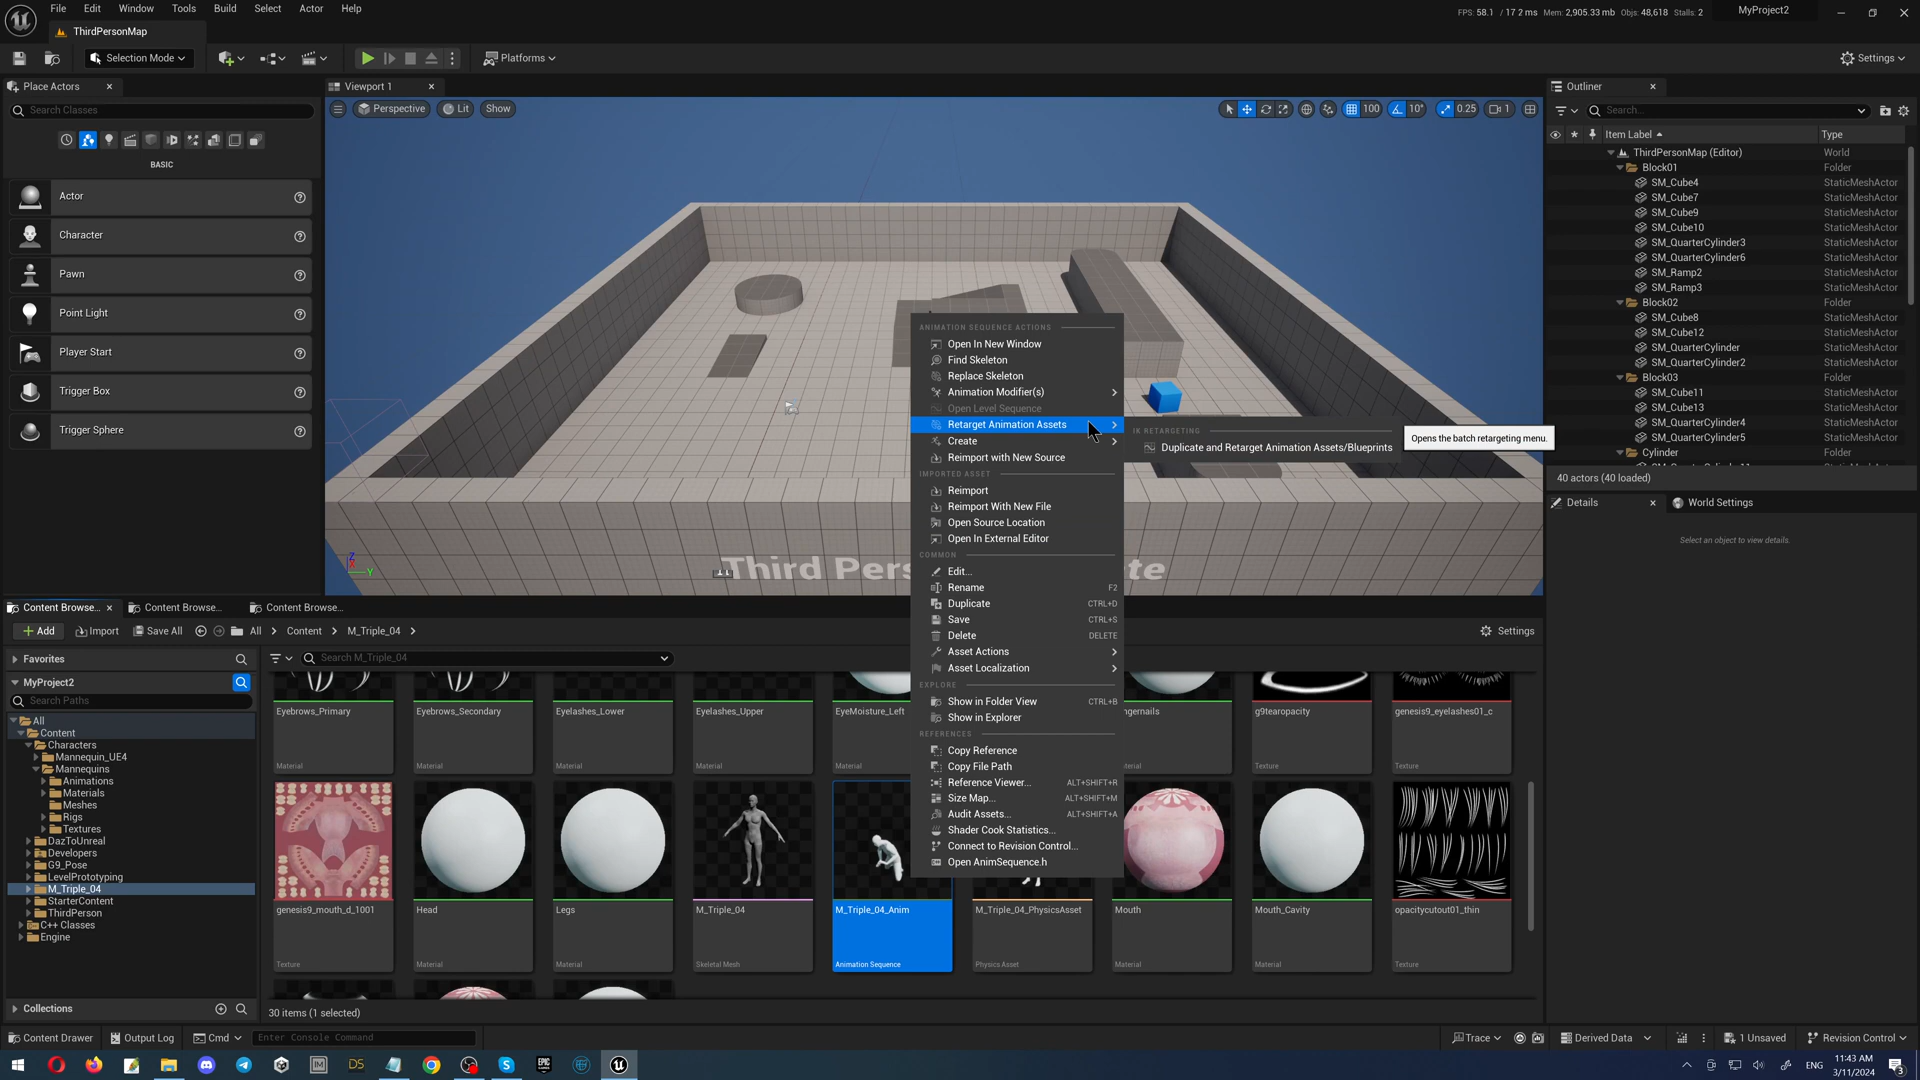 File Edit Window Tools Build Select Actor Help
FPS: 58.1 / 17.2 ms Mem: 2,905.33 mb Objs: 48,618 Stalls: 2
MyProject2
ThirdPersonMap
Selection Mode
Platforms
Settings
Place Actors
Search Classes
BASIC
Actor
Character
Pawn
Point Light
Player Start
Trigger Box
Trigger Sphere
Viewport 1
Perspective Lit Show
100 10° 0.25 1
ANIMATION SEQUENCE ACTIONS
Open In New Window
Find Skeleton
Replace Skeleton
Animation Modifier(s)
Open Level Sequence
Retarget Animation Assets
Create
Reimport with New Source
IMPORTED ASSET
Reimport
Reimport With New File
Open Source Location
Open In External Editor
COMMON
Edit...
Rename F2
Duplicate CTRL+D
Save CTRL+S
Delete DELETE
Asset Actions
Asset Localization
EXPLORE
Show in Folder View CTRL+B
Show in Explorer
REFERENCES
Copy Reference
Copy File Path
Reference Viewer... ALT+SHIFT+R
Size Map... ALT+SHIFT+M
Audit Assets... ALT+SHIFT+A
Shader Cook Statistics...
Connect to Revision Control...
Open AnimSequence.h
IK RETARGETING
Duplicate and Retarget Animation Assets/Blueprints
Opens the batch retargeting menu.
Outliner
Search...
Item Label Type
ThirdPersonMap (Editor) World
Block01 Folder
SM_Cube4 StaticMeshActor
SM_Cube7 StaticMeshActor
SM_Cube9 StaticMeshActor
SM_Cube10 StaticMeshActor
SM_QuarterCylinder3 StaticMeshActor
SM_QuarterCylinder6 StaticMeshActor
SM_Ramp2 StaticMeshActor
SM_Ramp3 StaticMeshActor
Block02 Folder
SM_Cube8 StaticMeshActor
SM_Cube12 StaticMeshActor
SM_QuarterCylinder StaticMeshActor
SM_QuarterCylinder2 StaticMeshActor
Block03 Folder
SM_Cube11 StaticMeshActor
SM_Cube13 StaticMeshActor
SM_QuarterCylinder4 StaticMeshActor
SM_QuarterCylinder5 StaticMeshActor
Cylinder Folder
40 actors (40 loaded)
Details World Settings
Select an object to view details.
Content Browse... Content Browse... Content Browse...
Add Import Save All All Content M_Triple_04
Settings
Favorites
MyProject2
Search Paths
All
Content
Characters
Mannequin_UE4
Mannequins
Animations
Materials
Meshes
Rigs
Textures
DazToUnreal
Developers
G9_Pose
LevelPrototyping
M_Triple_04
StarterContent
ThirdPerson
C++ Classes
Engine
Collections
Search M_Triple_04
Eyebrows_Primary
Material
Eyebrows_Secondary
Material
Eyelashes_Lower
Material
Eyelashes_Upper
Material
EyeMoisture_Left
Material
ngernails
g9tearopacity
Texture
genesis9_eyelashes01_c
Texture
genesis9_mouth_d_1001
Texture
Head
Material
Legs
Material
M_Triple_04
Skeletal Mesh
M_Triple_04_Anim
Animation Sequence
M_Triple_04_PhysicsAsset
Physics Asset
Mouth
Material
Mouth_Cavity
Material
opacitycutout01_thin
Texture
30 items (1 selected)
Content Drawer Output Log Cmd Enter Console Command
Trace Derived Data 1 Unsaved Revision Control
DS
ENG
11:43 AM
3/11/2024
3